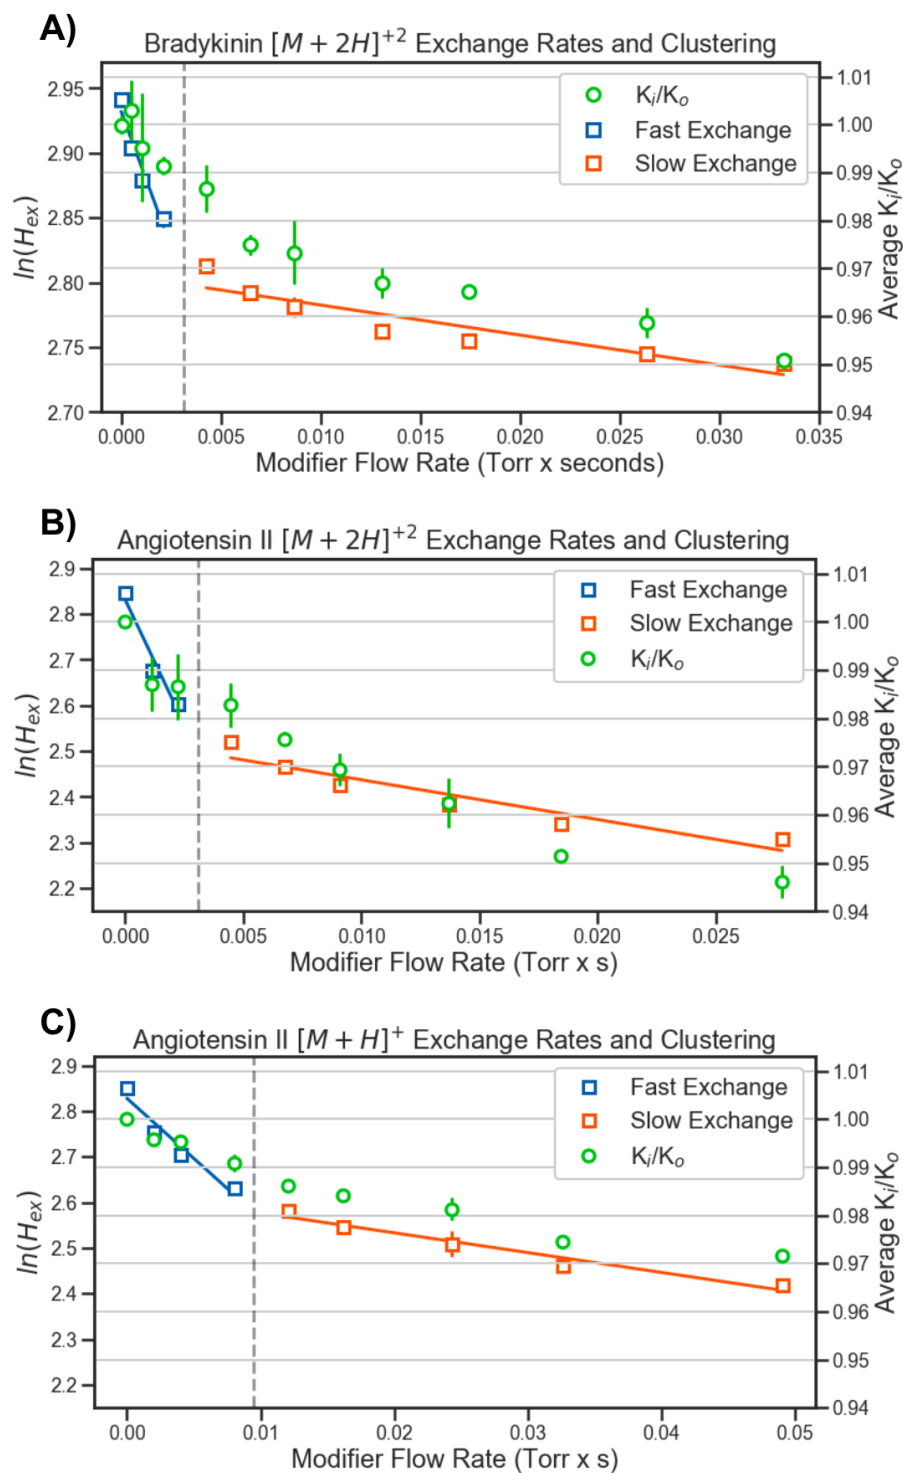 A)
Bradykinin [M + 2H]⁺² Exchange Rates and Clustering
2.95
2.90
2.85
2.80
2.75
2.70
ln(Hₑₓ)
Kᵢ/Kₒ
Fast Exchange
Slow Exchange
1.01
1.00
0.99
0.98
0.97
0.96
0.95
0.94
Average Kᵢ/Kₒ
0.000 0.005 0.010 0.015 0.020 0.025 0.030 0.035
Modifier Flow Rate (Torr x seconds)
B)
Angiotensin II [M + 2H]⁺² Exchange Rates and Clustering
2.9
2.8
2.7
2.6
2.5
2.4
2.3
2.2
ln(Hₑₓ)
Fast Exchange
Slow Exchange
Kᵢ/Kₒ
1.01
1.00
0.99
0.98
0.97
0.96
0.95
0.94
Average Kᵢ/Kₒ
0.000 0.005 0.010 0.015 0.020 0.025
Modifier Flow Rate (Torr x s)
C)
Angiotensin II [M + H]⁺ Exchange Rates and Clustering
2.9
2.8
2.7
2.6
2.5
2.4
2.3
2.2
ln(Hₑₓ)
Fast Exchange
Slow Exchange
Kᵢ/Kₒ
1.01
1.00
0.99
0.98
0.97
0.96
0.95
0.94
Average Kᵢ/Kₒ
0.00 0.01 0.02 0.03 0.04 0.05
Modifier Flow Rate (Torr x s)